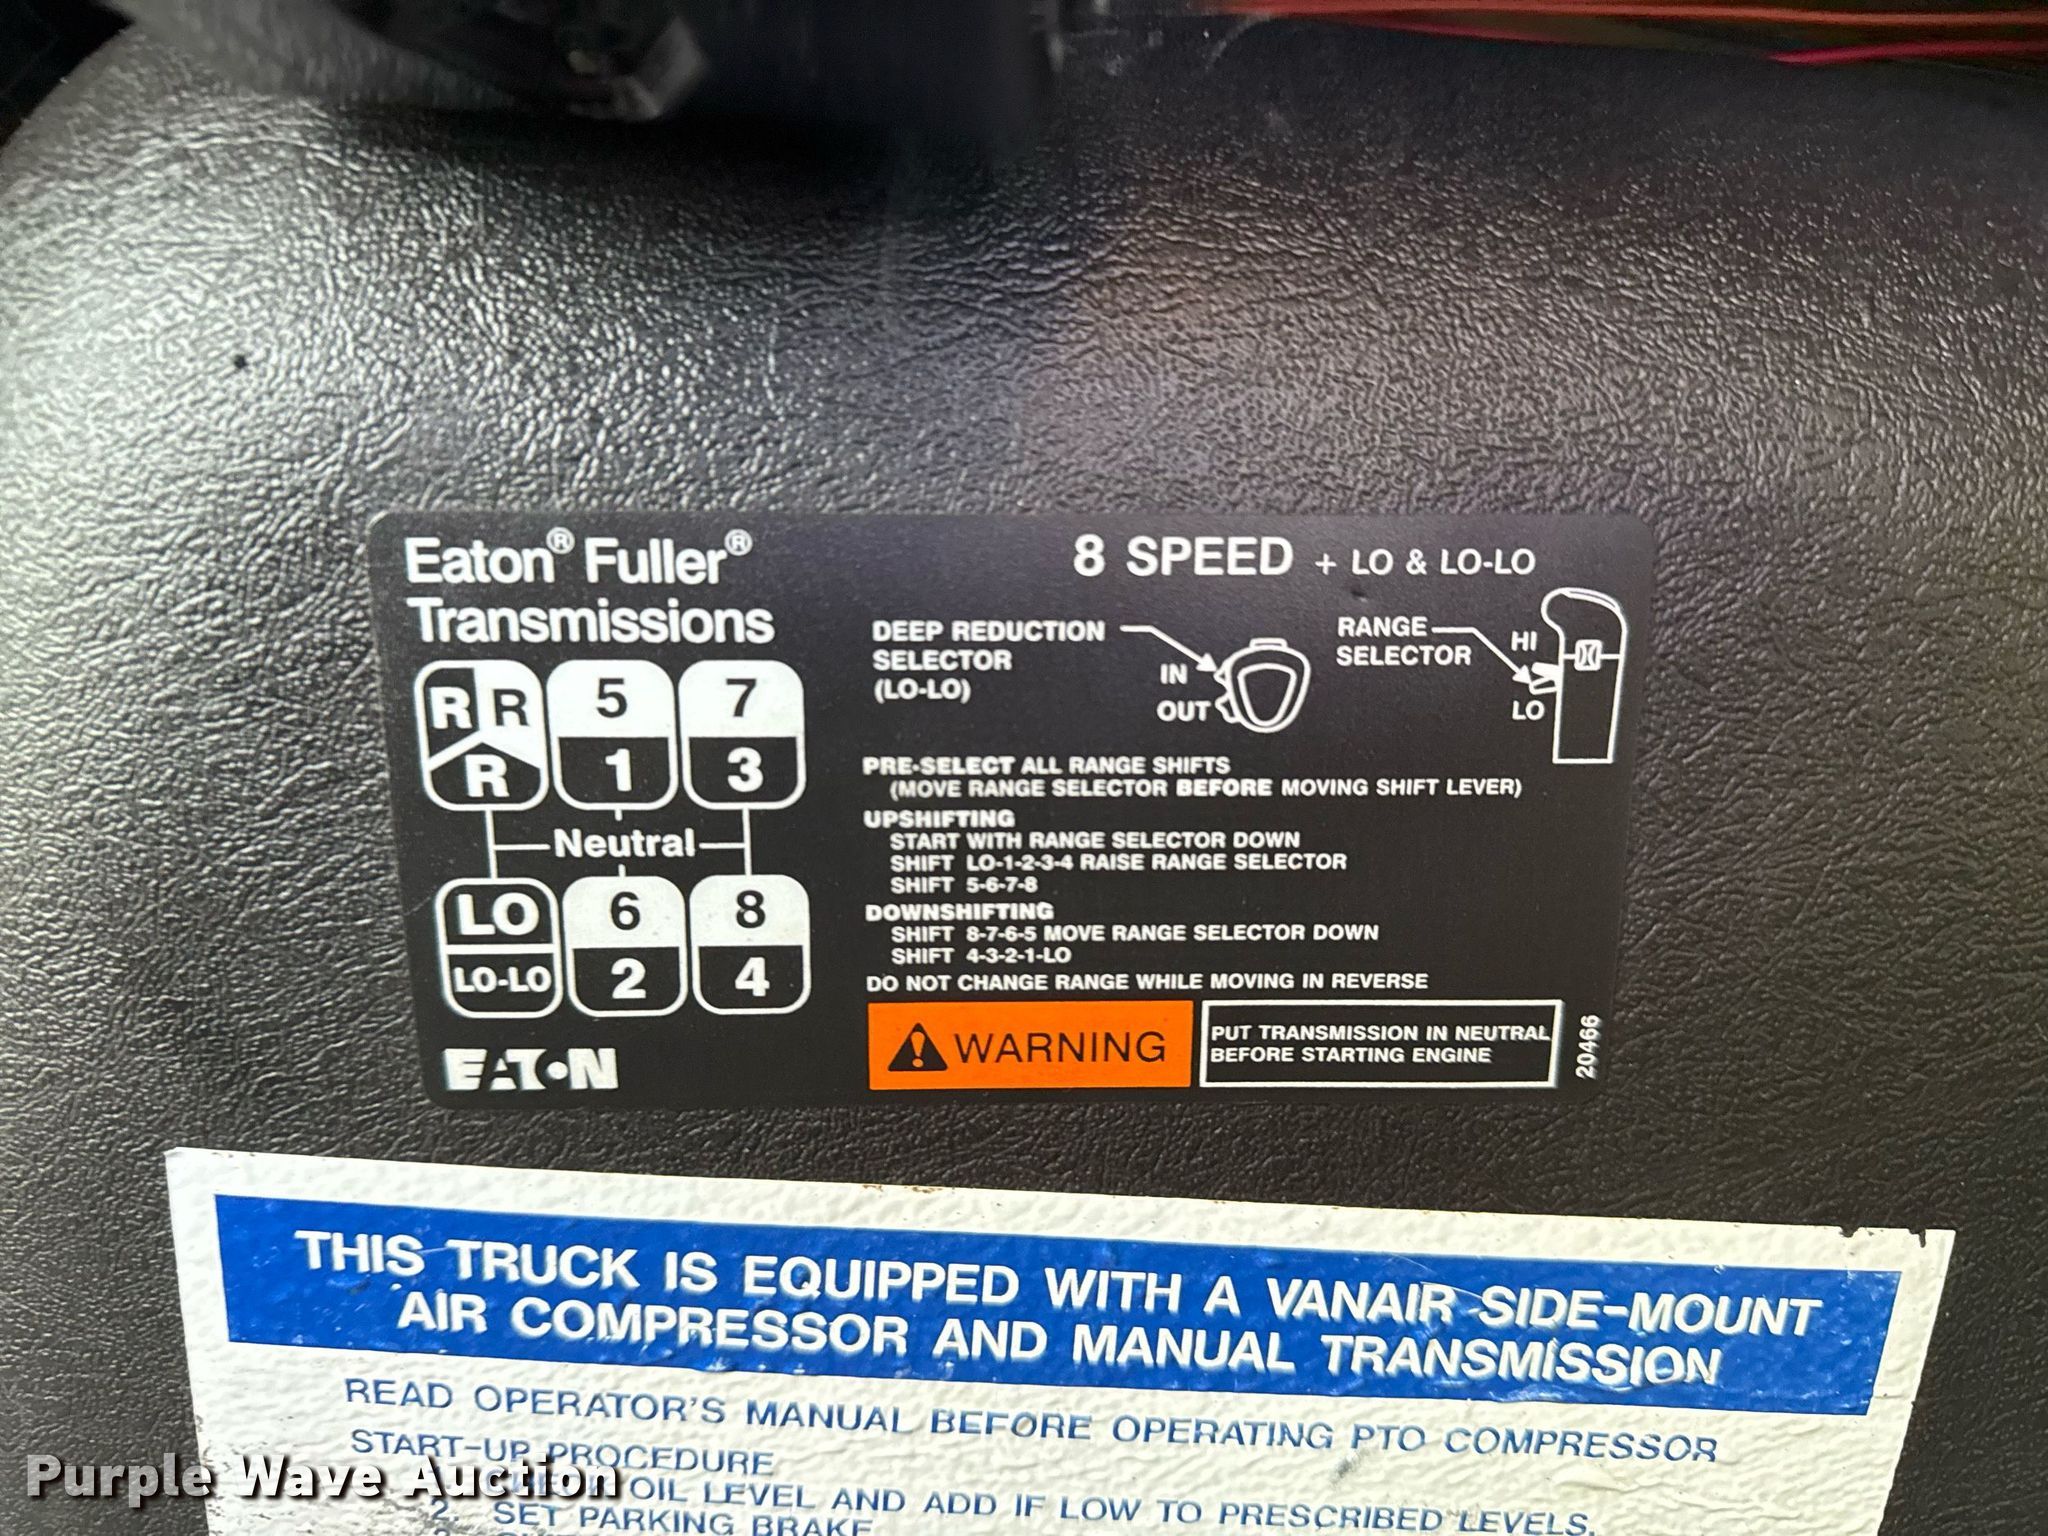 Eaton® Fuller®
Transmissions
8 SPEED + LO & LO-LO
DEEP REDUCTION
SELECTOR
(LO-LO)
IN
OUT
RANGE
SELECTOR
HI
LO
R R 5 7
R 1 3
Neutral
LO 6 8
LO-LO 2 4
EATON
PRE-SELECT ALL RANGE SHIFTS
(MOVE RANGE SELECTOR BEFORE MOVING SHIFT LEVER)
UPSHIFTING
START WITH RANGE SELECTOR DOWN
SHIFT LO-1-2-3-4 RAISE RANGE SELECTOR
SHIFT 5-6-7-8
DOWNSHIFTING
SHIFT 8-7-6-5 MOVE RANGE SELECTOR DOWN
SHIFT 4-3-2-1-LO
DO NOT CHANGE RANGE WHILE MOVING IN REVERSE
WARNING
PUT TRANSMISSION IN NEUTRAL
BEFORE STARTING ENGINE
20466
THIS TRUCK IS EQUIPPED WITH A VANAIR SIDE-MOUNT
AIR COMPRESSOR AND MANUAL TRANSMISSION
READ OPERATOR'S MANUAL BEFORE OPERATING PTO COMPRESSOR
START-UP PROCEDURE
OIL LEVEL AND ADD IF LOW TO PRESCRIBED LEVELS.
2. SET PARKING BRAKE
Purple Wave Auction